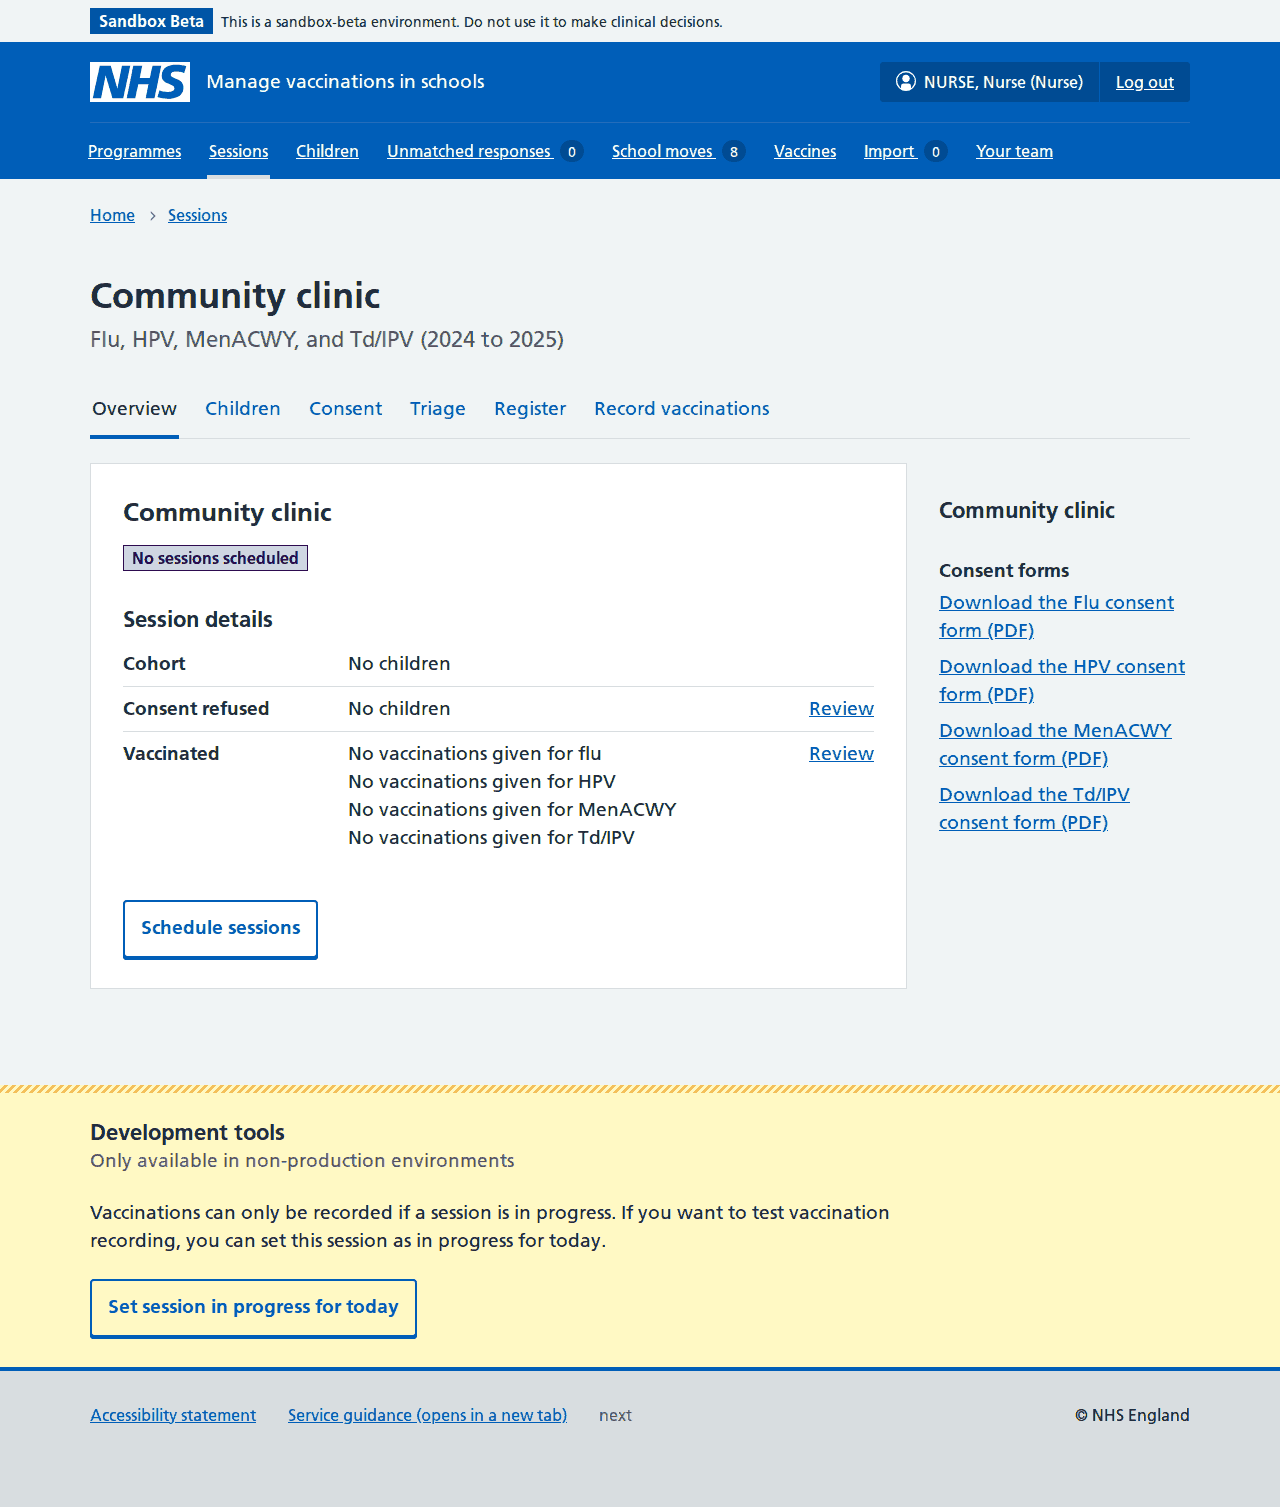 Sandbox Beta This is a sandbox-beta environment. Do not use it to make clinical decisions.
NHS Manage vaccinations in schools NURSE, Nurse (Nurse) Log out
Programmes Sessions Children Unmatched responses 0 School moves 8 Vaccines Import 0 Your team
Home Sessions
Community clinic
Flu, HPV, MenACWY, and Td/IPV (2024 to 2025)
Overview Children Consent Triage Register Record vaccinations
Community clinic
No sessions scheduled
Session details
Cohort No children
Consent refused No children Review
Vaccinated No vaccinations given for flu Review
No vaccinations given for HPV
No vaccinations given for MenACWY
No vaccinations given for Td/IPV
Schedule sessions
Community clinic
Consent forms
Download the Flu consent
form (PDF)
Download the HPV consent
form (PDF)
Download the MenACWY
consent form (PDF)
Download the Td/IPV
consent form (PDF)
Development tools
Only available in non-production environments
Vaccinations can only be recorded if a session is in progress. If you want to test vaccination
recording, you can set this session as in progress for today.
Set session in progress for today
Accessibility statement Service guidance (opens in a new tab) next © NHS England